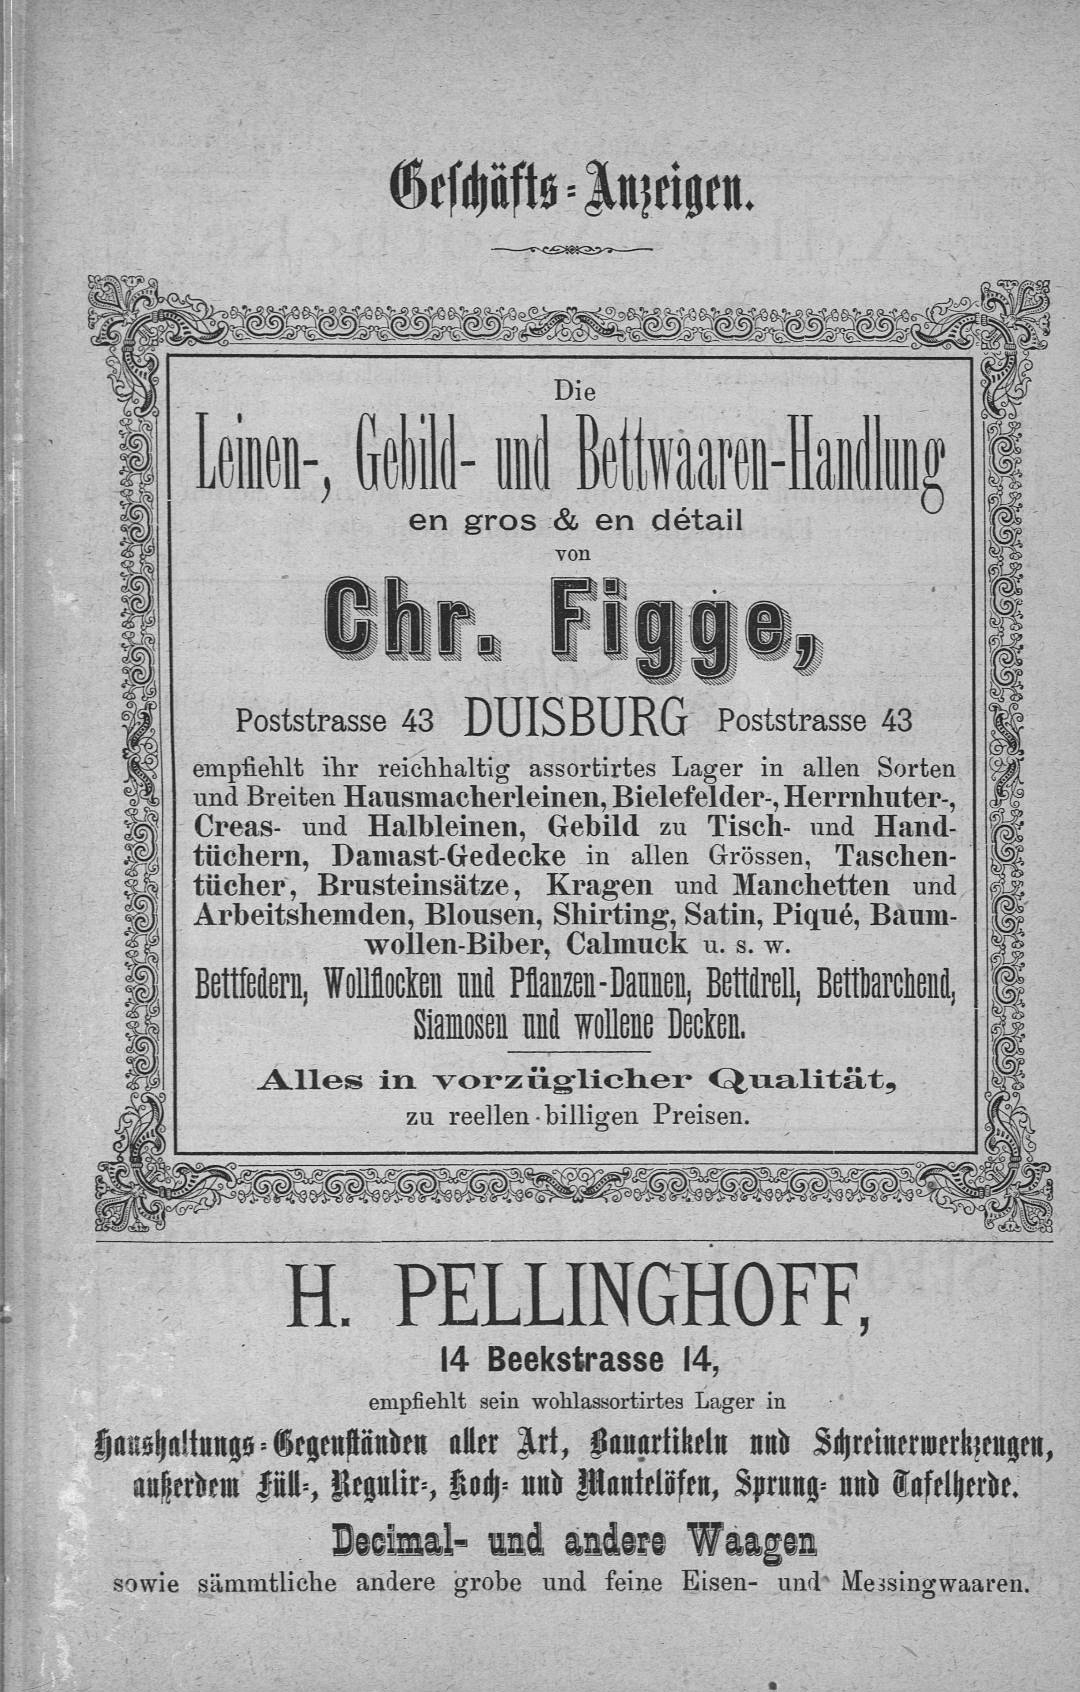 Geschäfts=Anzeigen.
Die
Leinen-, Gebild- und Bettwaaren-Handlung
en gros & en détail
von
Chr. Figge,
Poststrasse 43 DUISBURG Poststrasse 43
empfiehlt ihr reichhaltig assortirtes Lager in allen Sorten
und Breiten Hausmacherleinen, Bielefelder-, Herrnhuter-,
Creas- und Halbleinen, Gebild zu Tisch- und Hand-
tüchern, Damast-Gedecke in allen Grössen, Taschen-
tücher, Brusteinsätze, Kragen und Manchetten und
Arbeitshemden, Blousen, Shirting, Satin, Piqué, Baum-
wollen-Biber, Calmuck u. s. w.
Bettfedern, Wollflocken und Pflanzen-Daunen, Bettdrell, Bettbarchend,
Siamosen und wollene Decken.
Alles in vorzüglicher Qualität,
zu reellen billigen Preisen.
H. PELLINGHOFF,
14 Beekstrasse 14,
empfiehlt sein wohlassortirtes Lager in
Haushaltungs=Gegenständen aller Art, Bauartikeln und Schreinerwerkzeugen,
außerdem Füll=, Regulir=, Koch= und Mantelöfen, Sprung= und Tafelherde.
Decimal- und andere Waagen
sowie sämmtliche andere grobe und feine Eisen- und Messingwaaren.